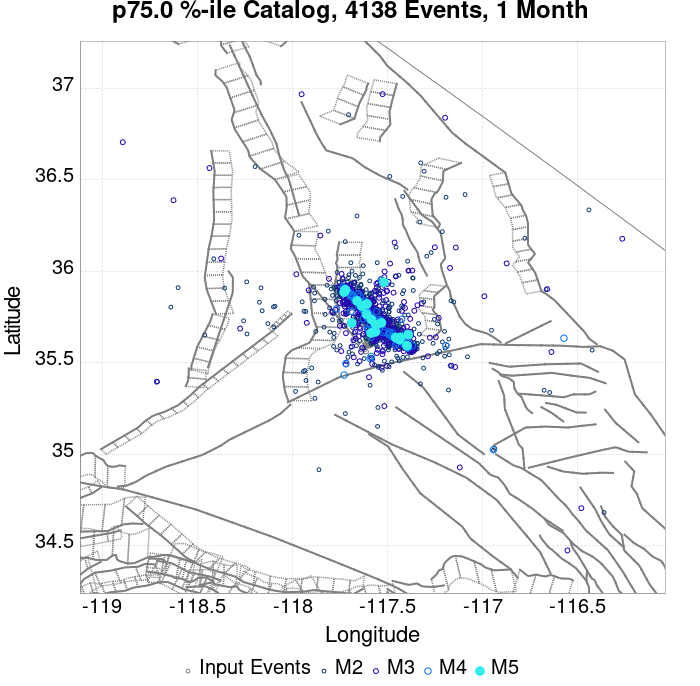 p75.0 %-ile Catalog, 4138 Events, 1 Month
37
36.5
36
35.5
35
34.5
Latitude
-119
-118.5
-118
-117.5
-117
-116.5
Longitude
Input Events
M2
M3
M4
M5